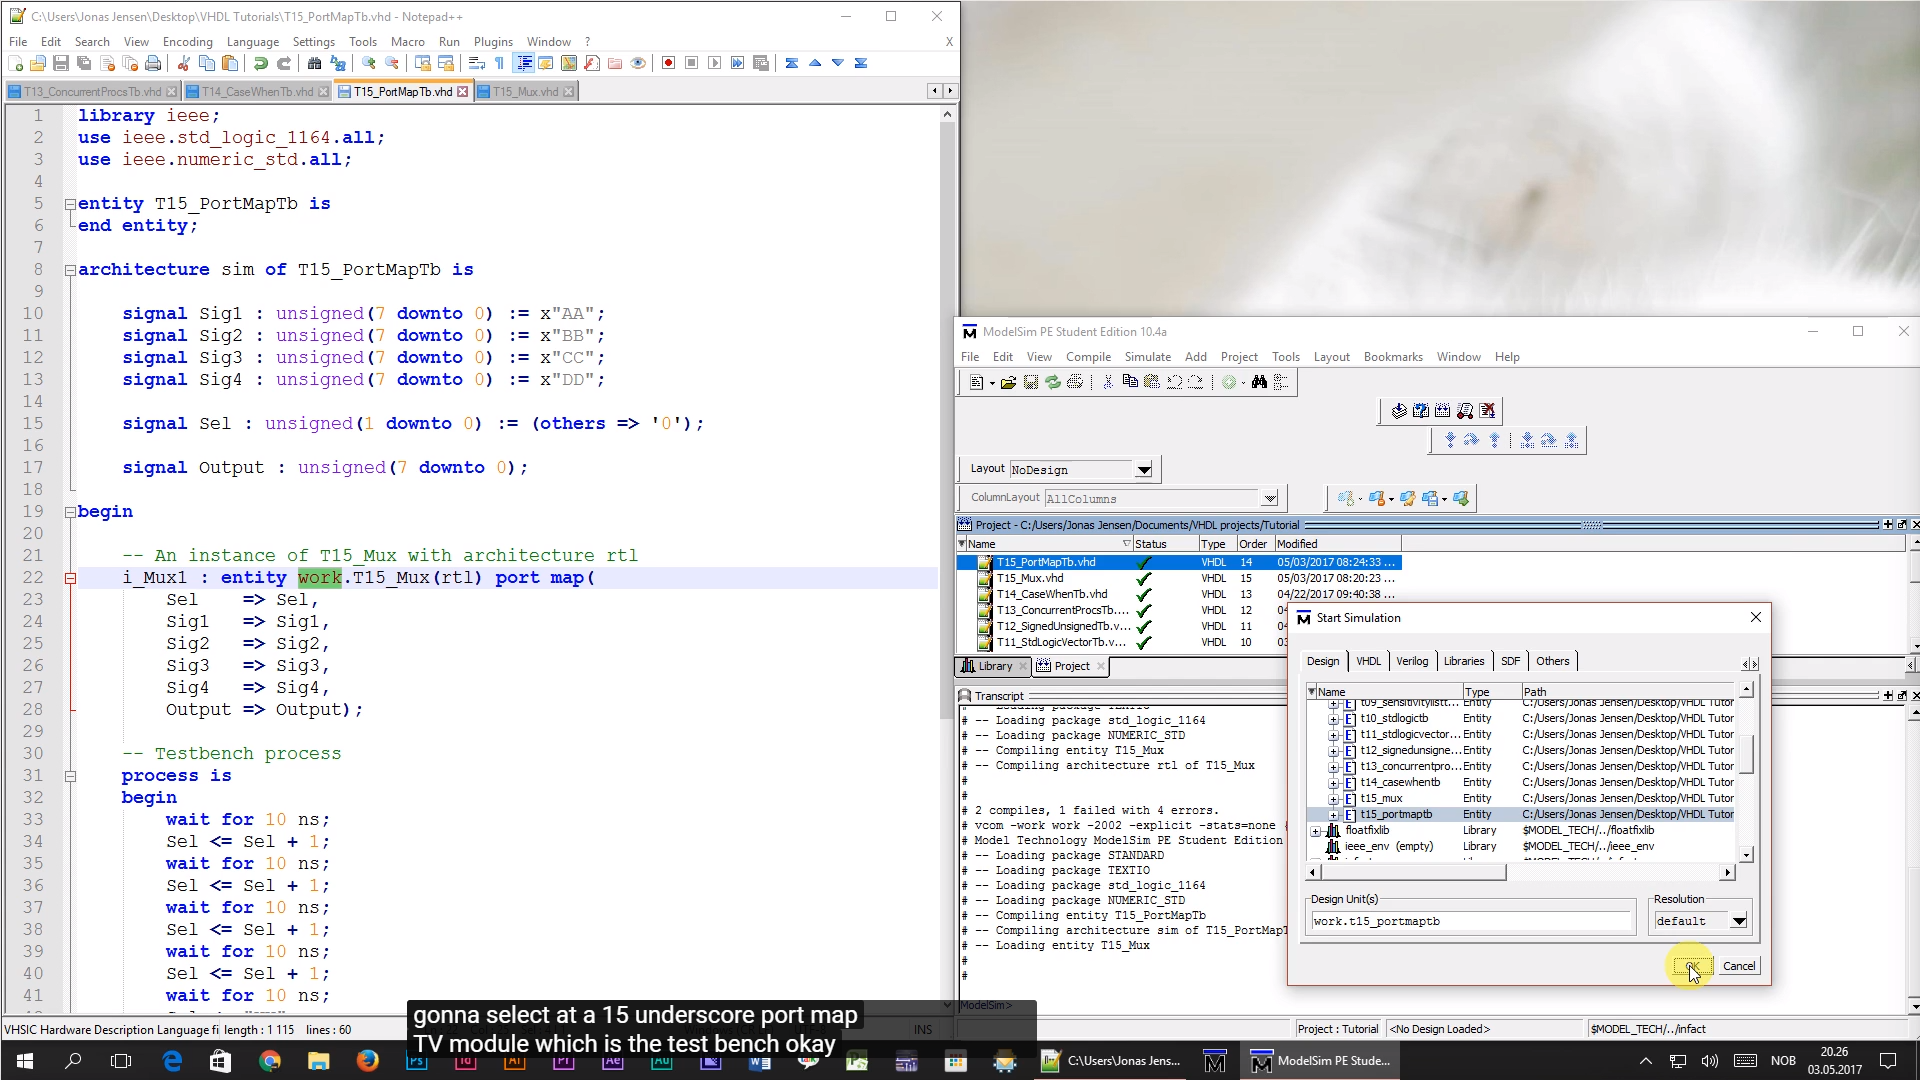 C:\Users\Jonas Jensen\Desktop\VHDL Tutorials\T15_PortMapTb.vhd - Notepad++
File Edit Search View Encoding Language Settings Tools Macro Run Plugins Window ? X
T13_ConcurrentProcsTb.vhd T14_CaseWhenTb.vhd T15_PortMapTb.vhd T15_Mux.vhd
1 library ieee;
2 use ieee.std_logic_1164.all;
3 use ieee.numeric_std.all;
4
5 entity T15_PortMapTb is
6 end entity;
7
8 architecture sim of T15_PortMapTb is
9
10 signal Sig1 : unsigned(7 downto 0) := x"AA";
11 signal Sig2 : unsigned(7 downto 0) := x"BB";
12 signal Sig3 : unsigned(7 downto 0) := x"CC";
13 signal Sig4 : unsigned(7 downto 0) := x"DD";
14
15 signal Sel : unsigned(1 downto 0) := (others => '0');
16
17 signal Output : unsigned(7 downto 0);
18
19 begin
20
21 -- An instance of T15_Mux with architecture rtl
22 i_Mux1 : entity work.T15_Mux(rtl) port map(
23 Sel => Sel,
24 Sig1 => Sig1,
25 Sig2 => Sig2,
26 Sig3 => Sig3,
27 Sig4 => Sig4,
28 Output => Output);
29
30 -- Testbench process
31 process is
32 begin
33 wait for 10 ns;
34 Sel <= Sel + 1;
35 wait for 10 ns;
36 Sel <= Sel + 1;
37 wait for 10 ns;
38 Sel <= Sel + 1;
39 wait for 10 ns;
40 Sel <= Sel + 1;
41 wait for 10 ns;
VHSIC Hardware Description Language fi length : 1 115 lines : 60 INS
ModelSim PE Student Edition 10.4a
File Edit View Compile Simulate Add Project Tools Layout Bookmarks Window Help
Layout NoDesign
ColumnLayout AllColumns
Project - C:/Users/Jonas Jensen/Documents/VHDL projects/Tutorial
Name Status Type Order Modified
T15_PortMapTb.vhd VHDL 14 05/03/2017 08:24:33 ...
T15_Mux.vhd VHDL 15 05/03/2017 08:20:23 ...
T14_CaseWhenTb.vhd VHDL 13 04/22/2017 09:40:38 ...
T13_ConcurrentProcsTb.... VHDL 12 04
T12_SignedUnsignedTb.v... VHDL 11 04
T11_StdLogicVectorTb.v... VHDL 10 03
Library Project
Transcript
# -- Loading package TEXTIO
# -- Loading package std_logic_1164
# -- Loading package NUMERIC_STD
# -- Compiling entity T15_Mux
# -- Compiling architecture rtl of T15_Mux
#
#
# 2 compiles, 1 failed with 4 errors.
# vcom -work work -2002 -explicit -stats=none
# Model Technology ModelSim PE Student Edition
# -- Loading package STANDARD
# -- Loading package TEXTIO
# -- Loading package std_logic_1164
# -- Loading package NUMERIC_STD
# -- Compiling entity T15_PortMapTb
# -- Compiling architecture sim of T15_PortMapT
# -- Loading entity T15_Mux
#
#
ModelSim>
Project : Tutorial <No Design Loaded> $MODEL_TECH/../infact
Start Simulation
Design VHDL Verilog Libraries SDF Others
Name Type Path
t09_sensitivitylistt... Entity C:/Users/Jonas Jensen/Desktop/VHDL Tutor
t10_stdlogictb Entity C:/Users/Jonas Jensen/Desktop/VHDL Tutor
t11_stdlogicvector... Entity C:/Users/Jonas Jensen/Desktop/VHDL Tutor
t12_signedunsigne... Entity C:/Users/Jonas Jensen/Desktop/VHDL Tutor
t13_concurrentpro... Entity C:/Users/Jonas Jensen/Desktop/VHDL Tutor
t14_casewhentb Entity C:/Users/Jonas Jensen/Desktop/VHDL Tutor
t15_mux Entity C:/Users/Jonas Jensen/Desktop/VHDL Tutor
t15_portmaptb Entity C:/Users/Jonas Jensen/Desktop/VHDL Tutor
floatfixlib Library $MODEL_TECH/../floatfixlib
ieee_env (empty) Library $MODEL_TECH/../ieee_env
Design Unit(s) Resolution
work.t15_portmaptb default
OK Cancel
gonna select at a 15 underscore port map
TV module which is the test bench okay
C:\Users\Jonas Jens... ModelSim PE Stude... NOB 20.26
03.05.2017